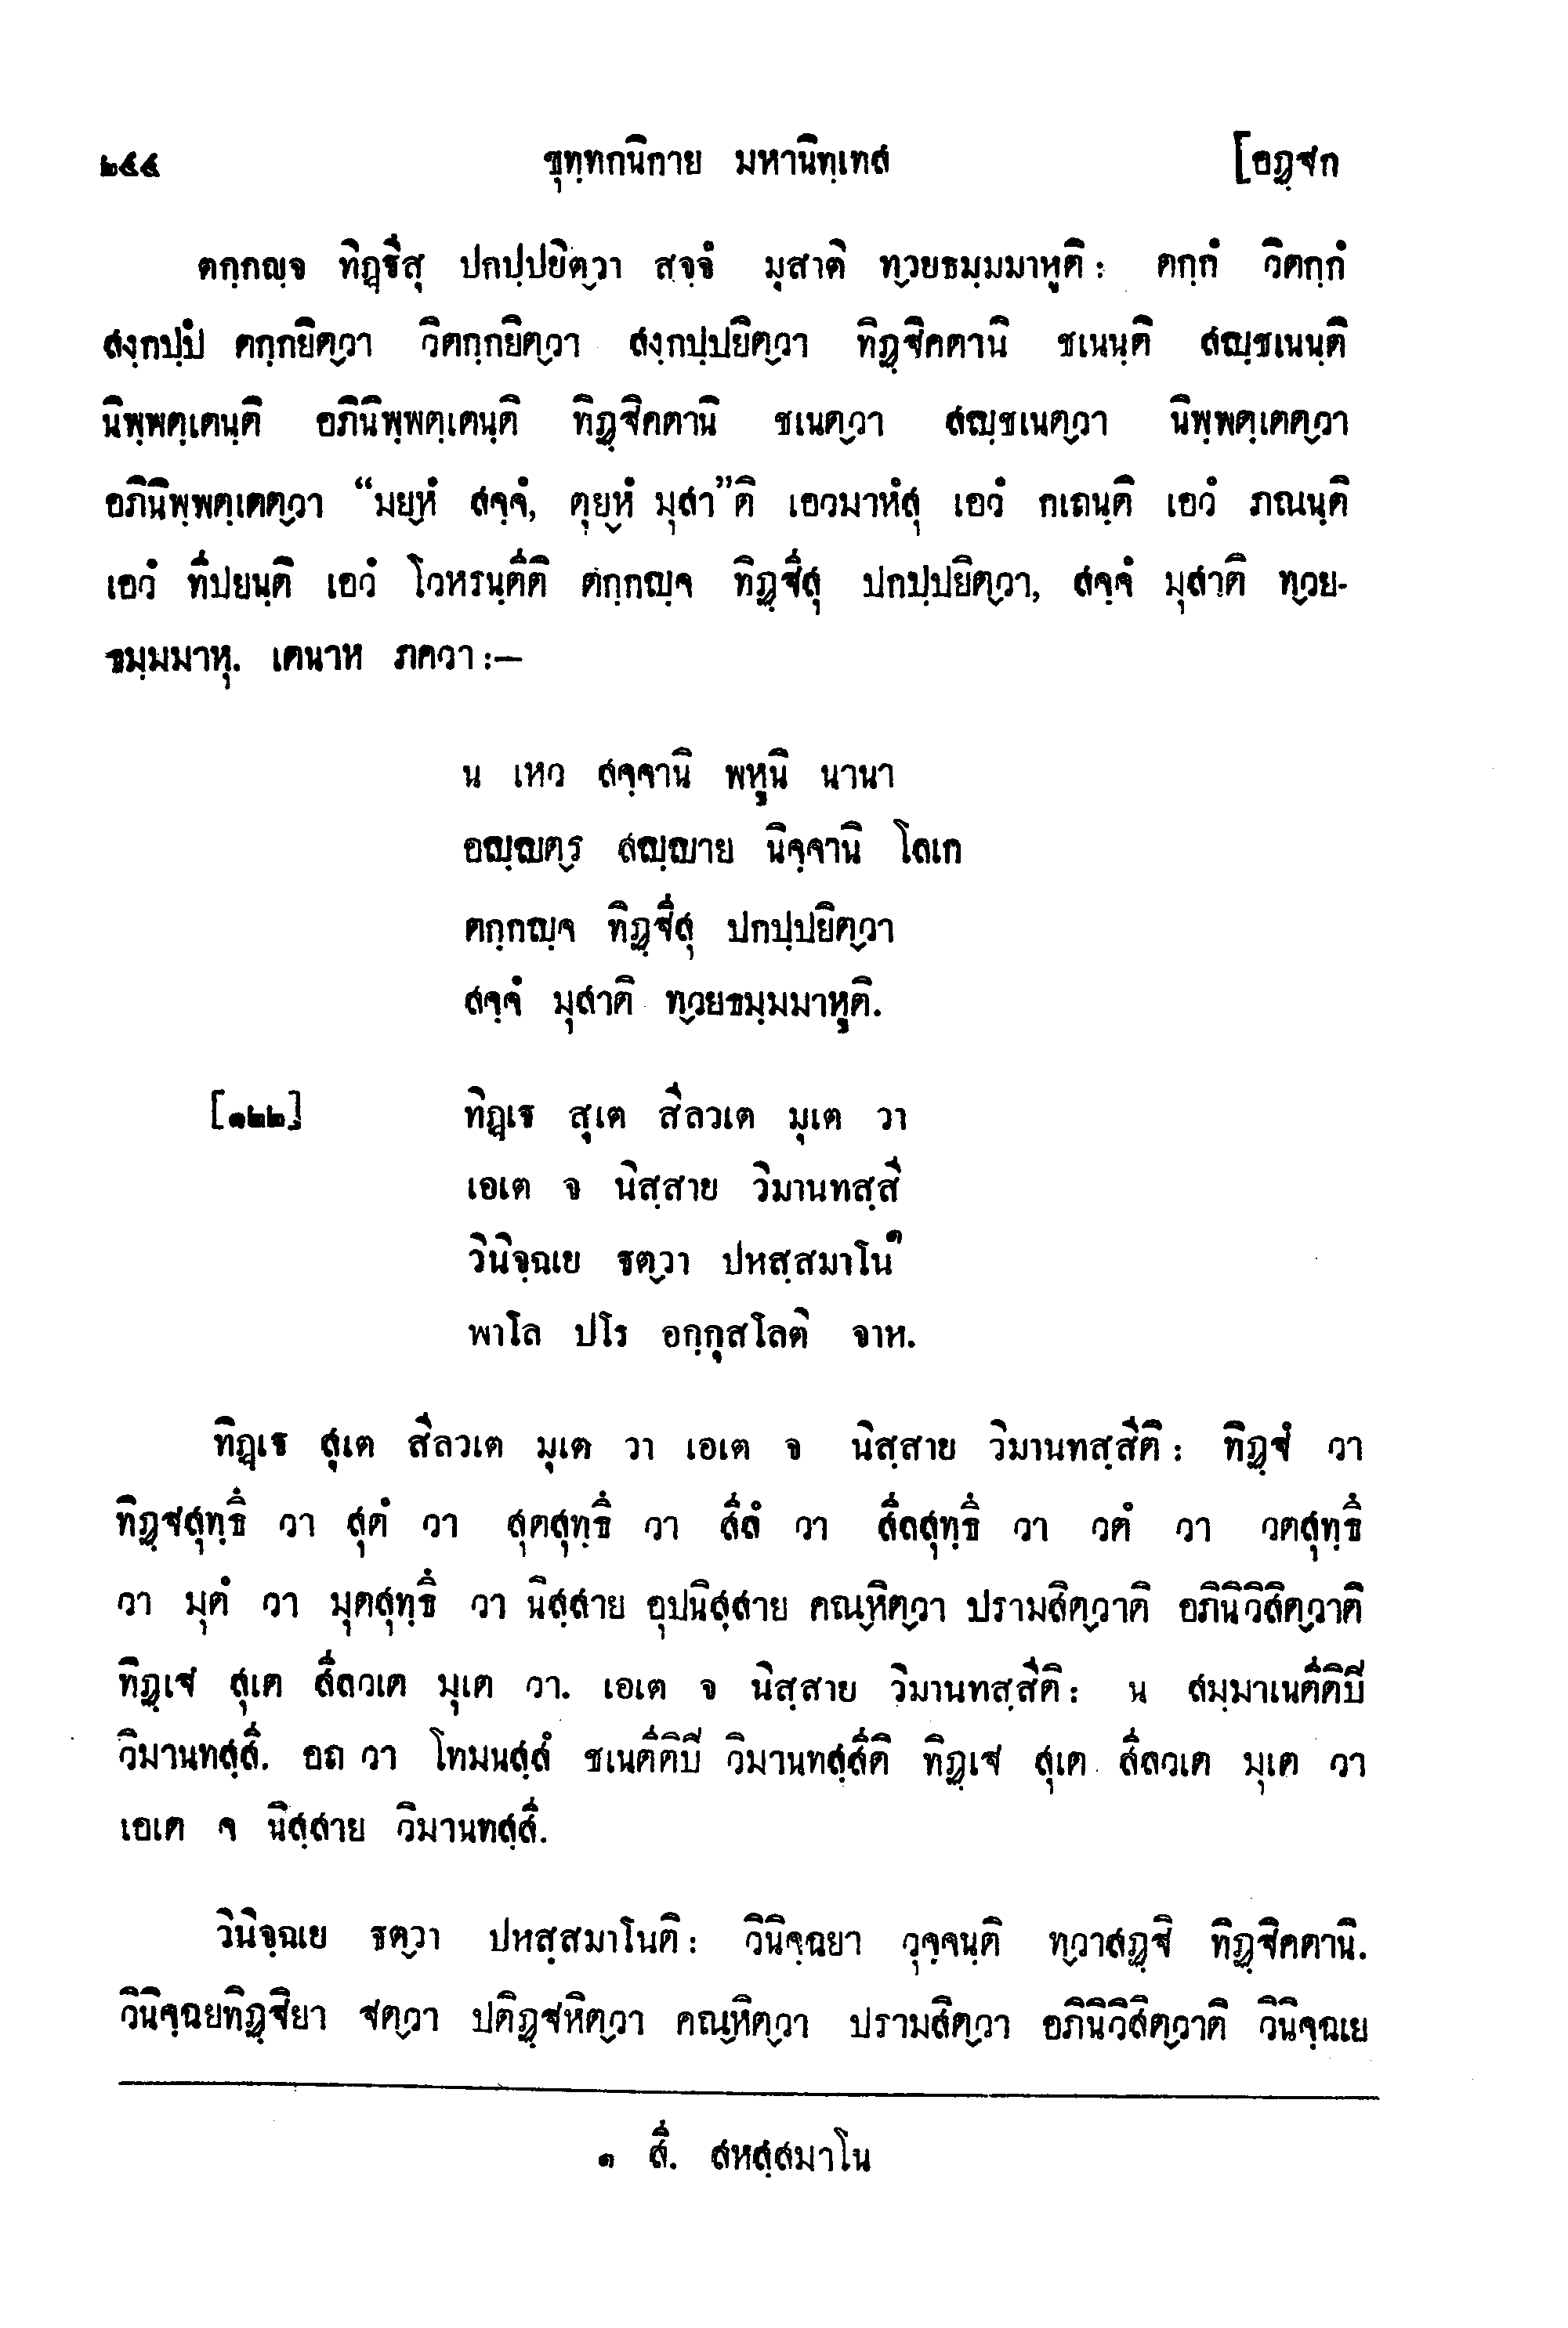 ๒๔๔ ขุทฺทกนิกาย มหานิทฺเทส [อฏฺฐก
ตกฺกญฺจ ทิฏฺฐีสุ ปกปฺปยิตฺวา สจฺจํ มุสาติ ทฺวยธมฺมมาหูติ : ตกฺกํ วิตกฺกํ
สงฺกปฺปํ ตกฺกยิตฺวา วิตกฺกยิตฺวา สงฺกปฺปยิตฺวา ทิฏฺฐิคตานิ ชเนนฺติ สญฺชเนนฺติ
นิพฺพตฺเตนฺติ อภินิพฺพตฺเตนฺติ ทิฏฺฐิคตานิ ชเนตฺวา สญฺชเนตฺวา นิพฺพตฺเตตฺวา
อภินิพฺพตฺเตตฺวา “มยฺหํ สจฺจํ, ตุยฺหํ มุสา”ติ เอวมาหํสุ เอวํ กเถนฺติ เอวํ ภณนฺติ
เอวํ ทีปยนฺติ เอวํ โวหรนฺตีติ ตกฺกญฺจ ทิฏฺฐีสุ ปกปฺปยิตฺวา, สจฺจํ มุสาติ ทฺวย-
ธมฺมมาหุ. เตนาห ภควา :—
น เหว สจฺจานิ พหูนิ นานา
อญฺญตฺร สญฺญาย นิจฺจานิ โลเก
ตกฺกญฺจ ทิฏฺฐีสุ ปกปฺปยิตฺวา
สจฺจํ มุสาติ ทฺวยธมฺมมาหูติ.
[๑๒๒] ทิฏฺเฐ สุเต สีลวเต มุเต วา
เอเต จ นิสฺสาย วิมานทสฺสี
วินิจฺฉเย ฐตฺวา ปหสฺสมาโน๑
พาโล ปโร อกฺกุสโลติ จาห.
ทิฏฺเฐ สุเต สีลวเต มุเต วา เอเต จ นิสฺสาย วิมานทสฺสีติ : ทิฏฺฐํ วา
ทิฏฺฐสุทฺธึ วา สุตํ วา สุตสุทฺธึ วา สีลํ วา สีลสุทฺธึ วา วตํ วา วตสุทฺธึ
วา มุตํ วา มุตสุทฺธึ วา นิสฺสาย อุปนิสฺสาย คณฺหิตฺวา ปรามสิตฺวาติ อภินิวิสิตฺวาติ
ทิฏฺเฐ สุเต สีลวเต มุเต วา. เอเต จ นิสฺสาย วิมานทสฺสีติ : น สมฺมาเนตีติปิ
วิมานทสฺสี. อถ วา โทมนสฺสํ ชเนตีติปิ วิมานทสฺสีติ ทิฏฺเฐ สุเต สีลวเต มุเต วา
เอเต จ นิสฺสาย วิมานทสฺสี.
วินิจฺฉเย ฐตฺวา ปหสฺสมาโนติ : วินิจฺฉยา วุจฺจนฺติ ทฺวาสฏฺฐี ทิฏฺฐิคตานิ.
วินิจฺฉยทิฏฺฐิยา ฐตฺวา ปติฏฺฐหิตฺวา คณฺหิตฺวา ปรามสิตฺวา อภินิวิสิตฺวาติ วินิจฺฉเย
๑ สี. สหสฺสมาโน